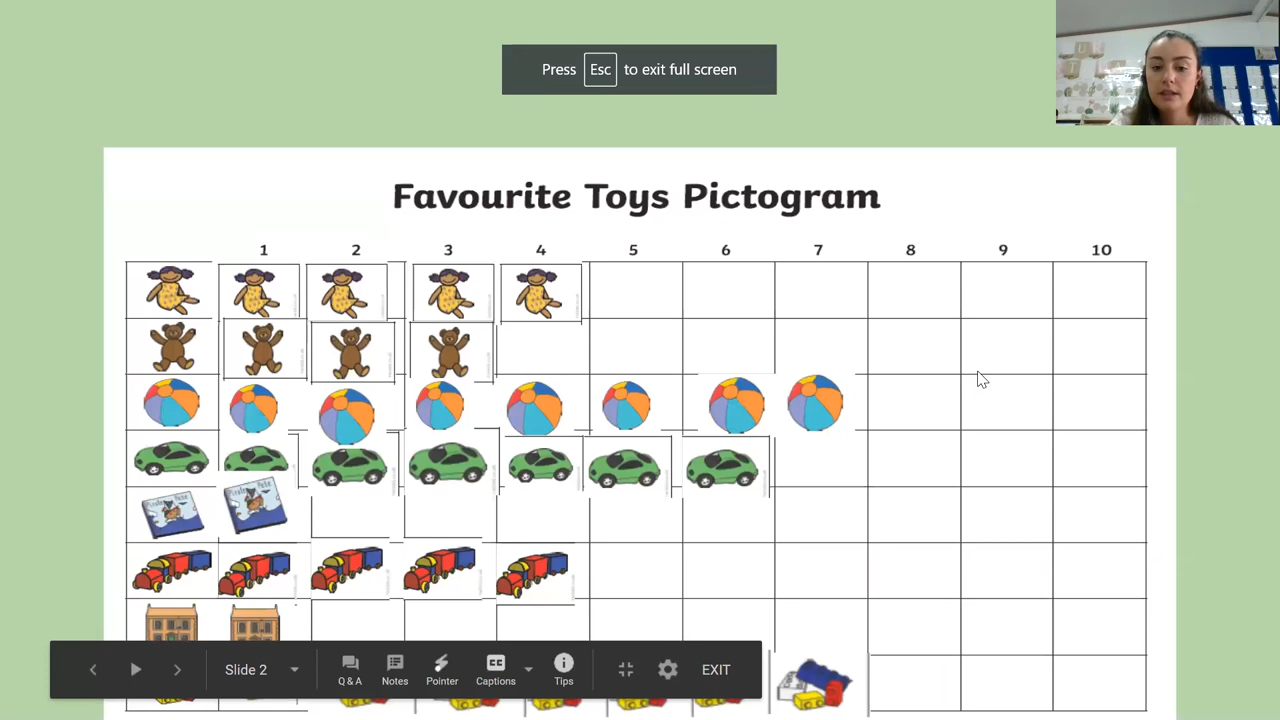 Press Esc to exit full screen
Favourite Toys Pictogram
1 2 3 4 5 6 7 8 9 10
Slide 2
Q & A
Notes
Pointer
Captions
Tips
EXIT